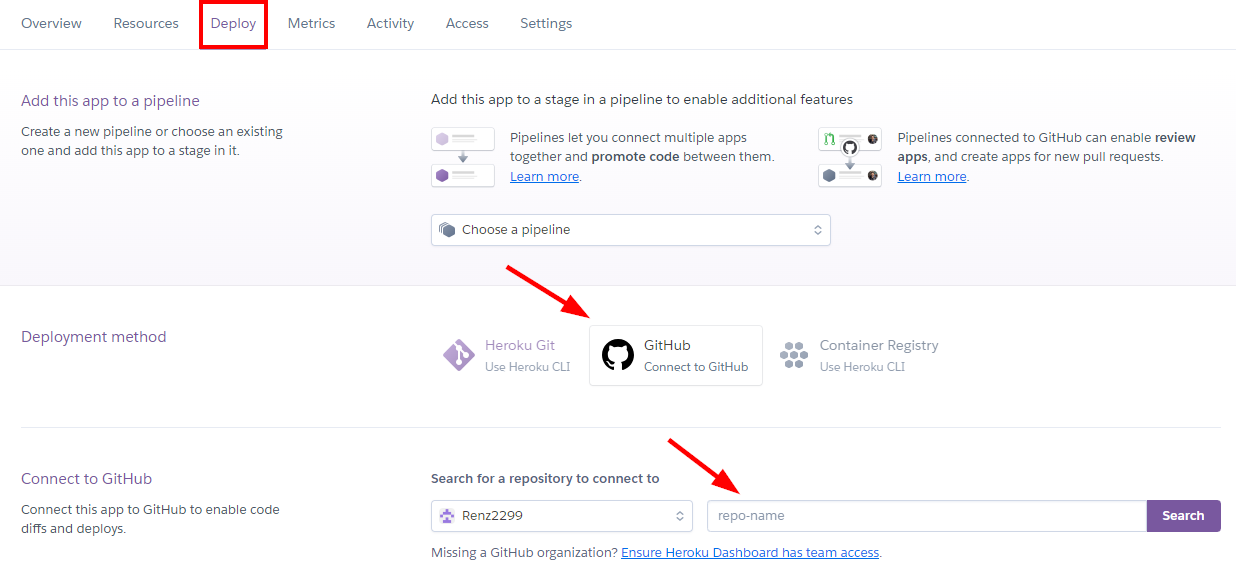 Overview Resources Deploy Metrics Activity Access Settings
Add this app to a pipeline
Create a new pipeline or choose an existing
one and add this app to a stage in it.
Add this app to a stage in a pipeline to enable additional features
Pipelines let you connect multiple apps
together and promote code between them.
Learn more.
Pipelines connected to GitHub can enable review
apps, and create apps for new pull requests.
Learn more.
Choose a pipeline
Deployment method
Heroku Git
Use Heroku CLI
GitHub
Connect to GitHub
Container Registry
Use Heroku CLI
Connect to GitHub
Connect this app to GitHub to enable code
diffs and deploys.
Search for a repository to connect to
Renz2299
repo-name
Search
Missing a GitHub organization? Ensure Heroku Dashboard has team access.